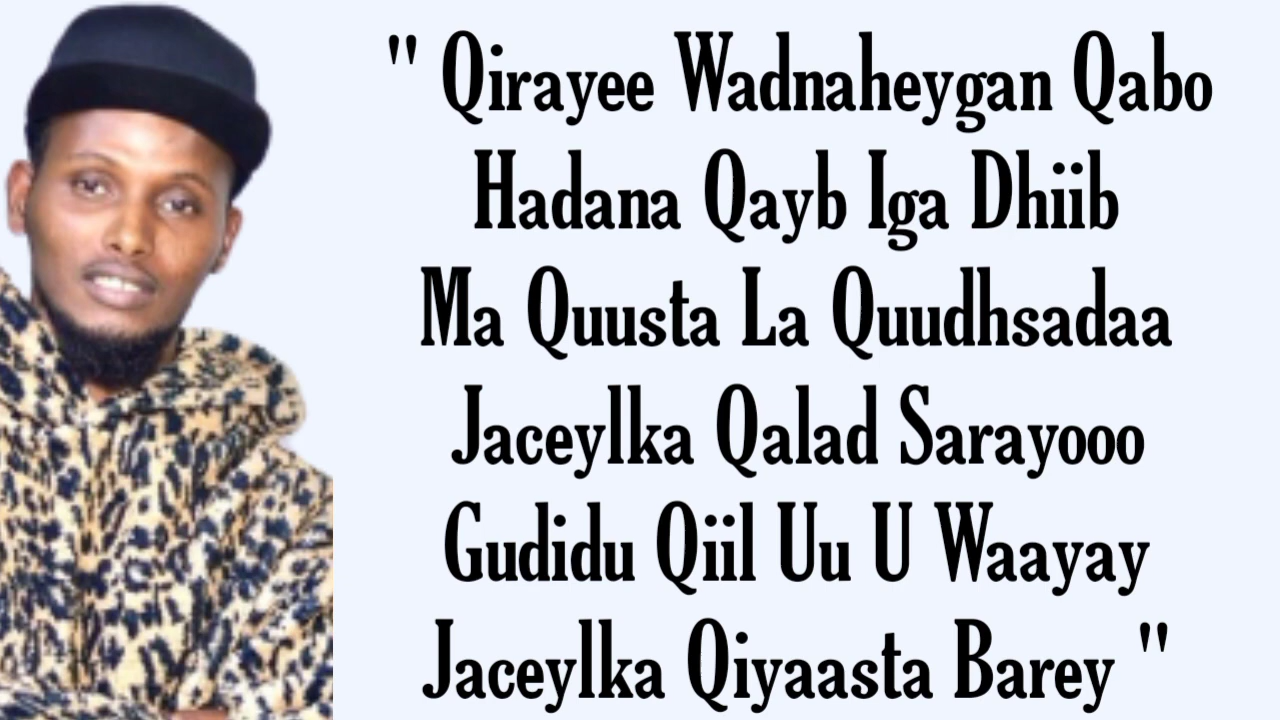 " Qirayee Wadnaheygan Qabo
Hadana Qayb Iga Dhiib
Ma Quusta La Quudhsadaa
Jaceylka Qalad Sarayooo
Gudidu Qiil Uu U Waayay
Jaceylka Qiyaasta Barey "